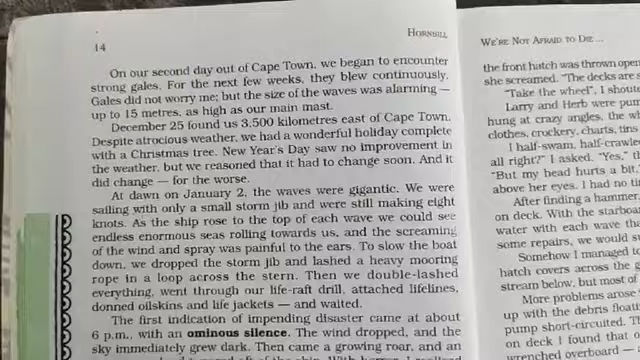 14
HORNBILL
On our second day out of Cape Town, we began to encounter
strong gales. For the next few weeks, they blew continuously.
Gales did not worry me; but the size of the waves was alarming —
up to 15 metres, as high as our main mast.
December 25 found us 3,500 kilometres east of Cape Town.
Despite atrocious weather, we had a wonderful holiday complete
with a Christmas tree. New Year's Day saw no improvement in
the weather, but we reasoned that it had to change soon. And it
did change — for the worse.
At dawn on January 2, the waves were gigantic. We were
sailing with only a small storm jib and were still making eight
knots. As the ship rose to the top of each wave we could see
endless enormous seas rolling towards us, and the screaming
of the wind and spray was painful to the ears. To slow the boat
down, we dropped the storm jib and lashed a heavy mooring
rope in a loop across the stern. Then we double-lashed
everything, went through our life-raft drill, attached lifelines,
donned oilskins and life jackets — and waited.
The first indication of impending disaster came at about
6 p.m., with an ominous silence. The wind dropped, and the
sky immediately grew dark. Then came a growing roar, and an
WE'RE NOT AFRAID TO DIE...
the front hatch was thrown open
she screamed. "The decks are
"Take the wheel",
Larry and Herb were
hung at crazy angles, the
clothes, crockery, charts, tins
I half-swam, half-crawled
all right?" I asked. "Yes,"
"But my head hurts a bit,"
above her eyes. I had no
After finding a hammer,
on deck. With the starboard
water with each wave
some repairs, we would
Somehow I managed to
hatch covers across the
stream below, but most of
More problems arose
up with the debris
pump short-circuited.
on deck I found that
wrenched overboard —